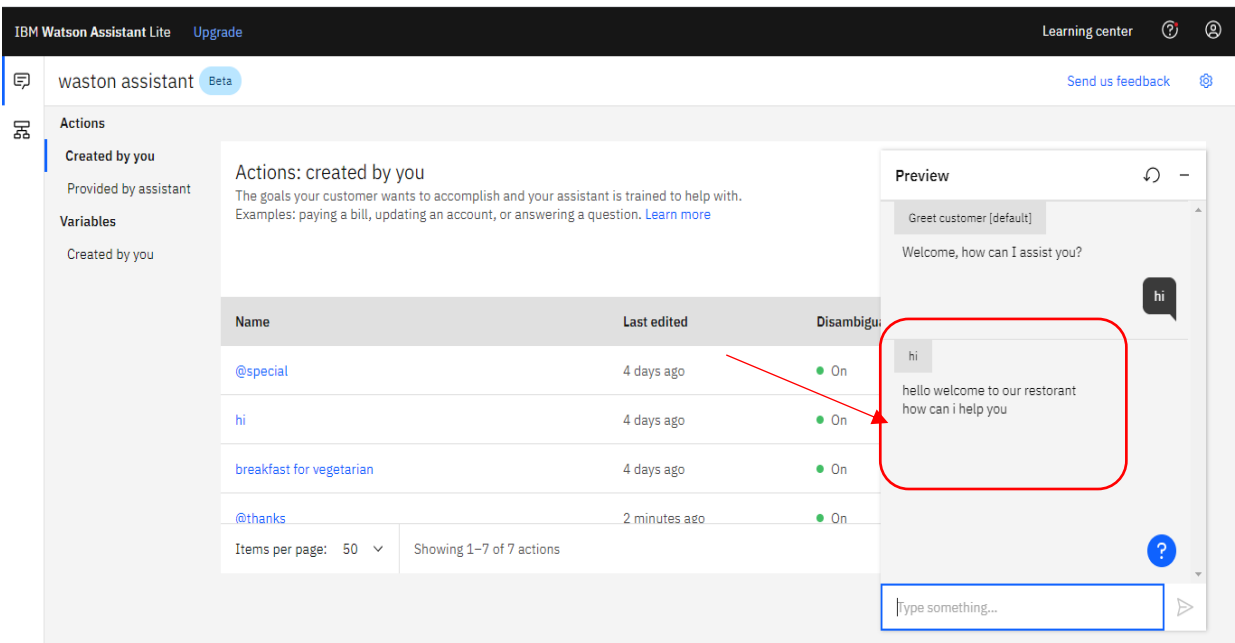 IBM Watson Assistant Lite Upgrade Learning center
waston assistant Beta Send us feedback
Actions
Created by you
Provided by assistant
Variables
Created by you
Actions: created by you
The goals your customer wants to accomplish and your assistant is trained to help with.
Examples: paying a bill, updating an account, or answering a question. Learn more
Name Last edited Disambigua
@special 4 days ago On
hi 4 days ago On
breakfast for vegetarian 4 days ago On
@thanks 2 minutes ago On
Items per page: 50 Showing 1–7 of 7 actions
Preview
Greet customer [default]
Welcome, how can I assist you?
hi
hi
hello welcome to our restorant
how can i help you
?
Type something...